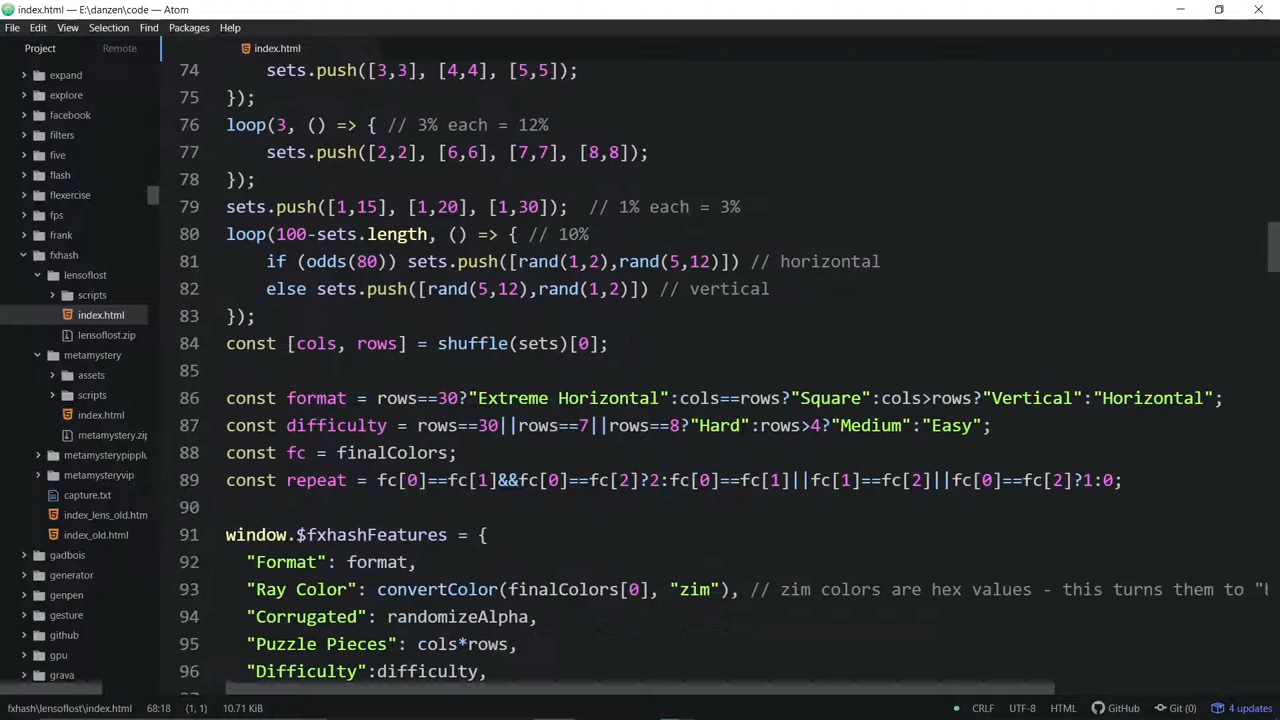 index.html — E:\danzen\code — Atom
File Edit View Selection Find Packages Help
Project Remote
index.html
expand
explore
facebook
filters
five
flash
flexercise
fps
frank
fxhash
lensoflost
scripts
index.html
lensoflost.zip
metamystery
assets
scripts
index.html
metamystery.zip
metamysterypipplu
metamysteryvip
capture.txt
index_lens_old.htm
index_old.html
gadbois
generator
genpen
gesture
github
gpu
grava
74 sets.push([3,3], [4,4], [5,5]);
75 });
76 loop(3, () => { // 3% each = 12%
77 sets.push([2,2], [6,6], [7,7], [8,8]);
78 });
79 sets.push([1,15], [1,20], [1,30]);  // 1% each = 3%
80 loop(100-sets.length, () => { // 10%
81 if (odds(80)) sets.push([rand(1,2),rand(5,12)]) // horizontal
82 else sets.push([rand(5,12),rand(1,2)]) // vertical
83 });
84 const [cols, rows] = shuffle(sets)[0];
85
86 const format = rows==30?"Extreme Horizontal":cols==rows?"Square":cols>rows?"Vertical":"Horizontal";
87 const difficulty = rows==30||rows==7||rows==8?"Hard":rows>4?"Medium":"Easy";
88 const fc = finalColors;
89 const repeat = fc[0]==fc[1]&&fc[0]==fc[2]?2:fc[0]==fc[1]||fc[1]==fc[2]||fc[0]==fc[2]?1:0;
90
91 window.$fxhashFeatures = {
92 "Format": format,
93 "Ray Color": convertColor(finalColors[0], "zim"), // zim colors are hex values - this turns them to "b
94 "Corrugated": randomizeAlpha,
95 "Puzzle Pieces": cols*rows,
96 "Difficulty":difficulty,
fxhash\lensoflost\index.html 68:18 (1, 1) 10.71 KiB CRLF UTF-8 HTML GitHub Git (0) 4 updates